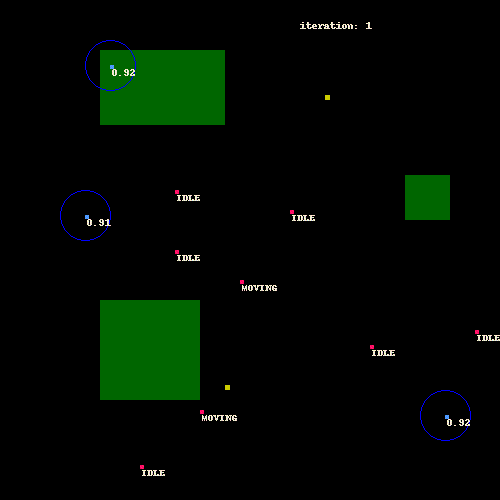 iteration: 1
0.92
IDLE
IDLE
0.91
IDLE
MOVING
IDLE
IDLE
MOVING
0.92
IDLE